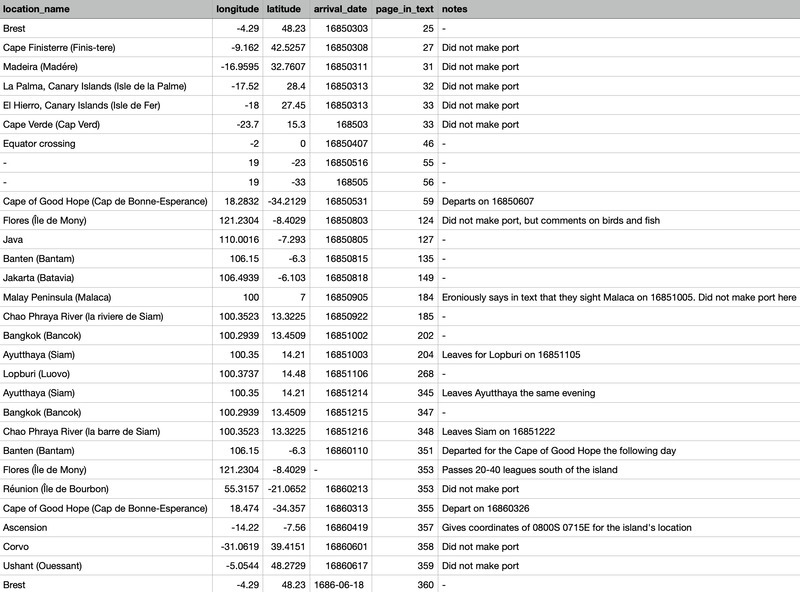 location_name longitude latitude arrival_date page_in_text notes
Brest -4.29 48.23 16850303 25 -
Cape Finisterre (Finis-tere) -9.162 42.5257 16850308 27 Did not make port
Madeira (Madére) -16.9595 32.7607 16850311 31 Did not make port
La Palma, Canary Islands (Isle de la Palme) -17.52 28.4 16850313 32 Did not make port
El Hierro, Canary Islands (Isle de Fer) -18 27.45 16850313 33 Did not make port
Cape Verde (Cap Verd) -23.7 15.3 168503 33 Did not make port
Equator crossing -2 0 16850407 46 -
- 19 -23 16850516 55 -
- 19 -33 168505 56 -
Cape of Good Hope (Cap de Bonne-Esperance) 18.2832 -34.2129 16850531 59 Departs on 16850607
Flores (Île de Mony) 121.2304 -8.4029 16850803 124 Did not make port, but comments on birds and fish
Java 110.0016 -7.293 16850805 127 -
Banten (Bantam) 106.15 -6.3 16850815 135 -
Jakarta (Batavia) 106.4939 -6.103 16850818 149 -
Malay Peninsula (Malaca) 100 7 16850905 184 Eroniously says in text that they sight Malaca on 16851005. Did not make port here
Chao Phraya River (la riviere de Siam) 100.3523 13.3225 16850922 185 -
Bangkok (Bancok) 100.2939 13.4509 16851002 202 -
Ayutthaya (Siam) 100.35 14.21 16851003 204 Leaves for Lopburi on 16851105
Lopburi (Luovo) 100.3737 14.48 16851106 268 -
Ayutthaya (Siam) 100.35 14.21 16851214 345 Leaves Ayutthaya the same evening
Bangkok (Bancok) 100.2939 13.4509 16851215 347 -
Chao Phraya River (la barre de Siam) 100.3523 13.3225 16851216 348 Leaves Siam on 16851222
Banten (Bantam) 106.15 -6.3 16860110 351 Departed for the Cape of Good Hope the following day
Flores (Île de Mony) 121.2304 -8.4029 - 353 Passes 20-40 leagues south of the island
Réunion (Île de Bourbon) 55.3157 -21.0652 16860213 353 Did not make port
Cape of Good Hope (Cap de Bonne-Esperance) 18.474 -34.357 16860313 355 Depart on 16860326
Ascension -14.22 -7.56 16860419 357 Gives coordinates of 0800S 0715E for the island's location
Corvo -31.0619 39.4151 16860601 358 Did not make port
Ushant (Ouessant) -5.0544 48.2729 16860617 359 Did not make port
Brest -4.29 48.23 1686-06-18 360 -